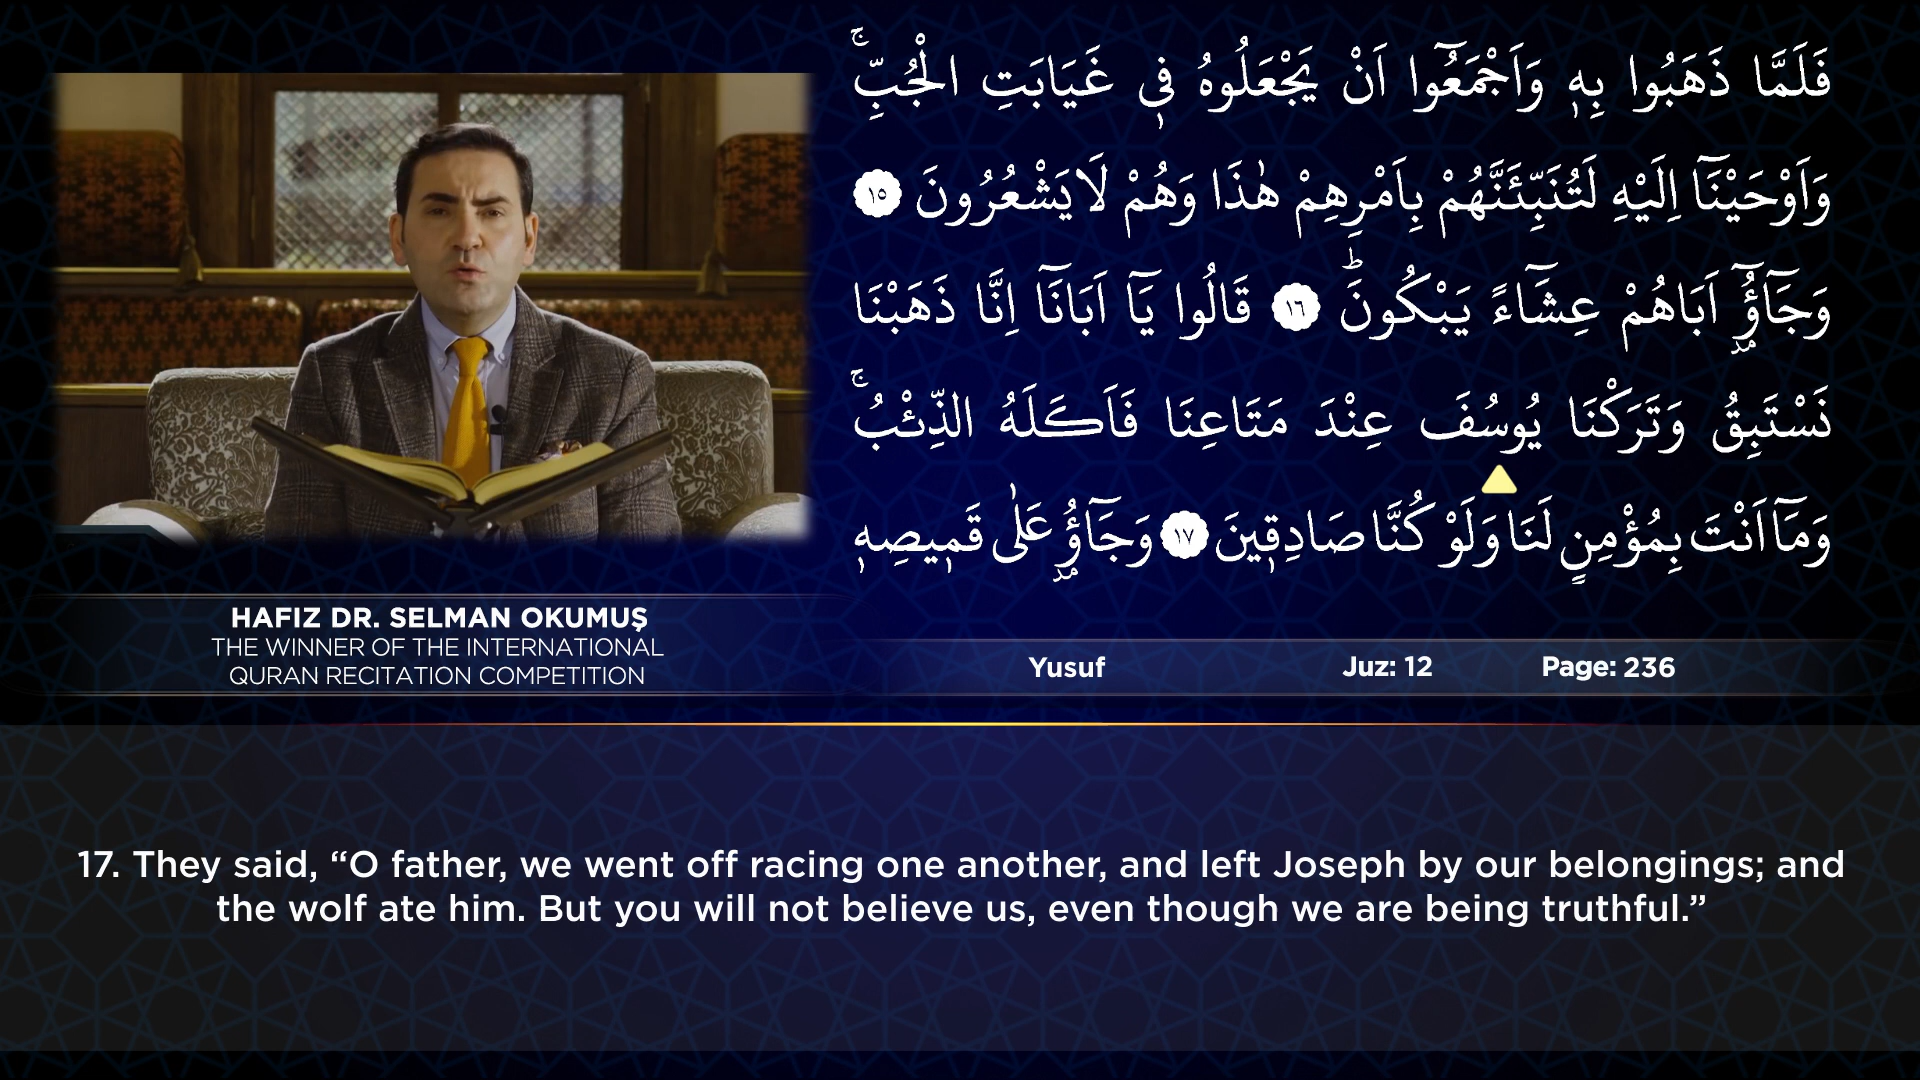 فَلَمَّا ذَهَبُوا بِهٖ وَاَجْمَعُٓوا اَنْ يَجْعَلُوهُ فٖي غَيَابَتِ الْجُبِّۚ
وَاَوْحَيْنَٓا اِلَيْهِ لَتُنَبِّئَنَّهُمْ بِاَمْرِهِمْ هٰذَا وَهُمْ لَا يَشْعُرُونَ ﴿١٥﴾
وَجَٓاؤُٓ۫ اَبَاهُمْ عِشَٓاءً يَبْكُونَۜ ﴿١٦﴾ قَالُوا يَٓا اَبَانَٓا اِنَّا ذَهَبْنَا
نَسْتَبِقُ وَتَرَكْنَا يُوسُفَ عِنْدَ مَتَاعِنَا فَاَكَلَهُ الذِّئْبُۚ
وَمَٓا اَنْتَ بِمُؤْمِنٍ لَنَا وَلَوْ كُنَّا صَادِقٖينَ ﴿١٧﴾ وَجَٓاؤُ۫ عَلٰى قَمٖيصِهٖ
HAFIZ DR. SELMAN OKUMUŞ
THE WINNER OF THE INTERNATIONAL
QURAN RECITATION COMPETITION
Yusuf Juz: 12 Page: 236
17. They said, “O father, we went off racing one another, and left Joseph by our belongings; and
the wolf ate him. But you will not believe us, even though we are being truthful.”